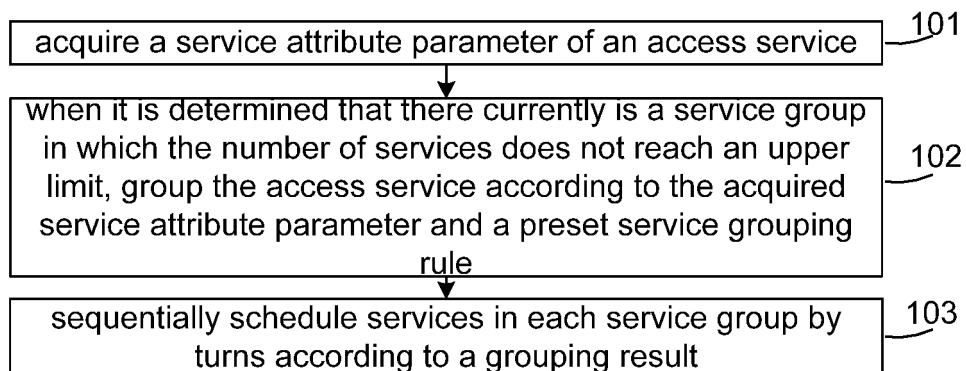 acquire a service attribute parameter of an access service
101
when it is determined that there currently is a service group
in which the number of services does not reach an upper
limit, group the access service according to the acquired
service attribute parameter and a preset service grouping
rule
102
sequentially schedule services in each service group by
turns according to a grouping result
103